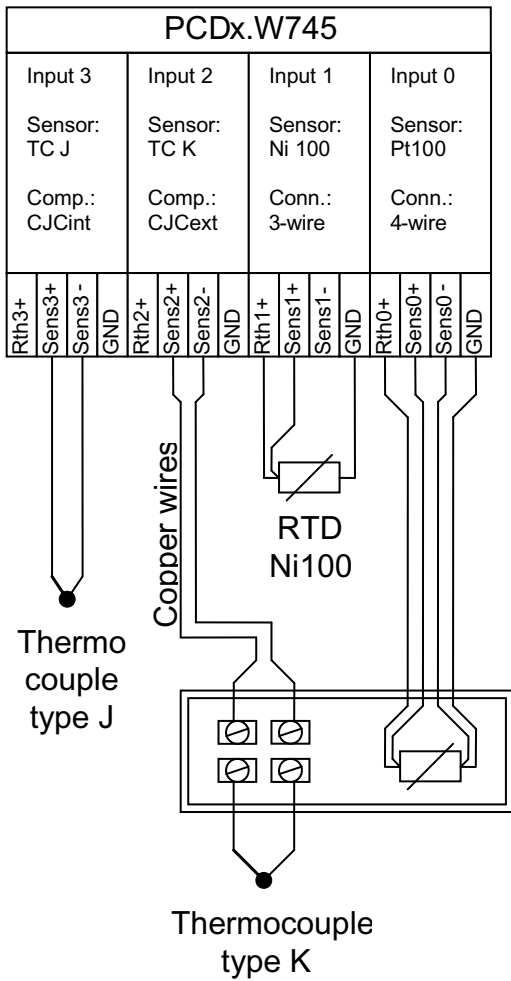 PCDx.W745
Input 3
Sensor:
TC J
Comp.:
CJCint
Input 2
Sensor:
TC K
Comp.:
CJCext
Input 1
Sensor:
Ni 100
Conn.:
3-wire
Input 0
Sensor:
Pt100
Conn.:
4-wire
Rth3+
Sens3+
Sens3 -
GND
Rth2+
Sens2+
Sens2-
GND
Rth1+
Sens1+
Sens1-
GND
Rth0+
Sens0+
Sens0 -
GND
Copper wires
RTD
Ni100
Thermo
couple
type J
Thermocouple
type K